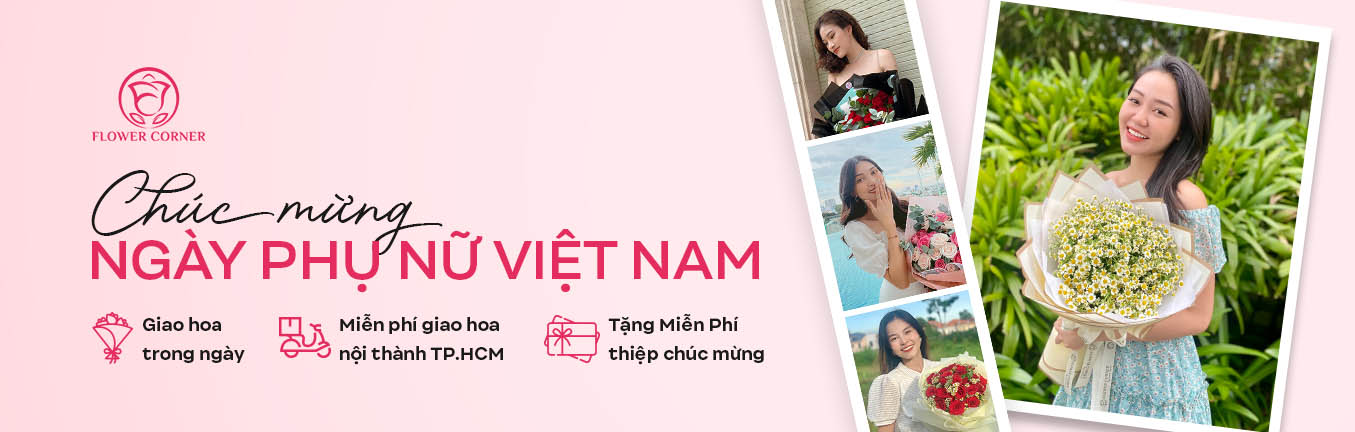 FLOWER CORNER
Chúc mừng
NGÀY PHỤ NỮ VIỆT NAM
Giao hoa
trong ngày
Miễn phí giao hoa
nội thành TP.HCM
Tặng Miễn Phí
thiệp chúc mừng